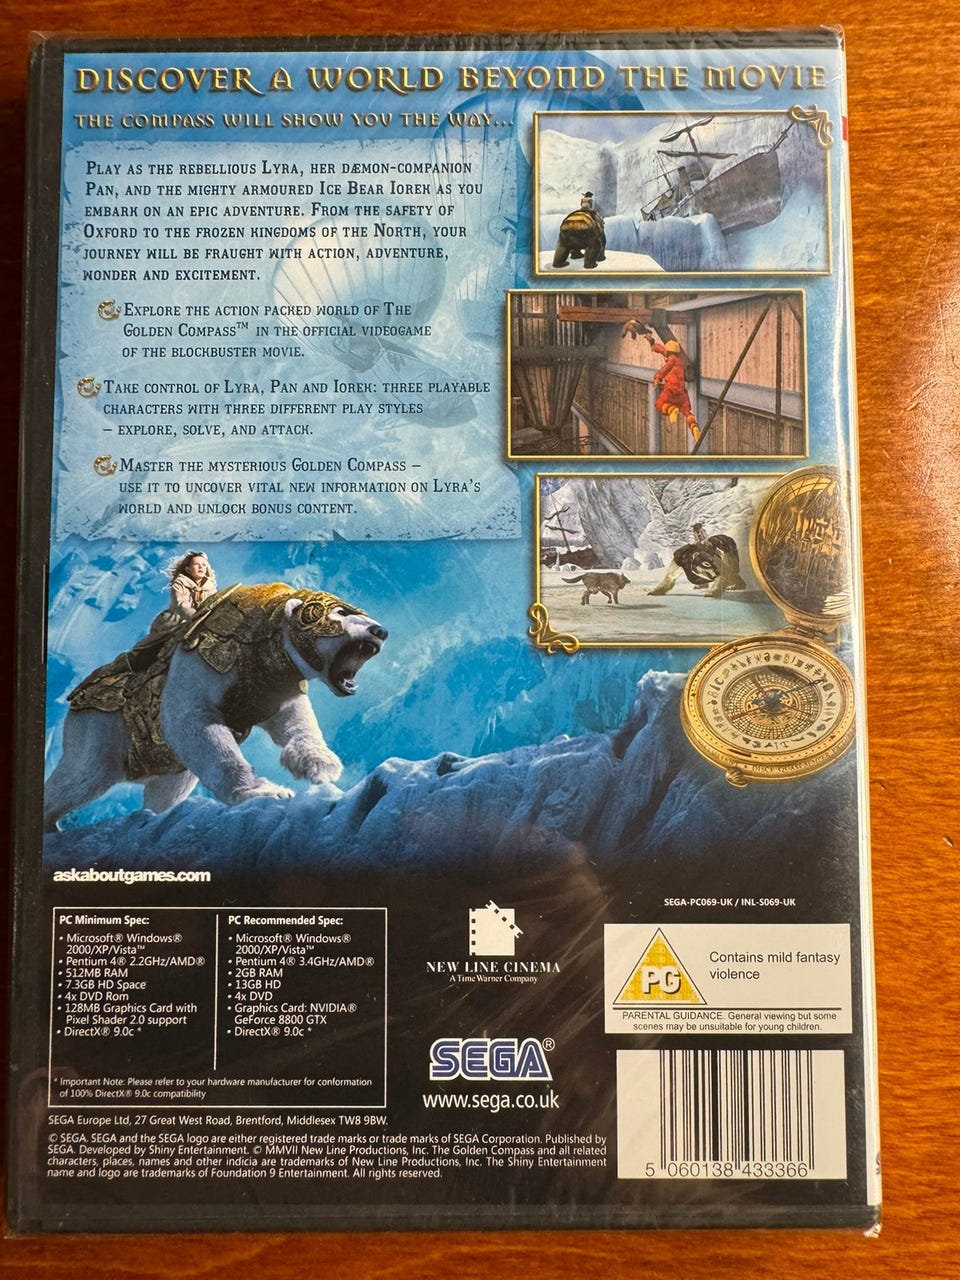 DISCOVER A WORLD BEYOND THE MOVIE
THE COMPASS WILL SHOW YOU THE WAY...
PLAY AS THE REBELLIOUS LYRA, HER DÆMON-COMPANION
PAN, AND THE MIGHTY ARMOURED ICE BEAR IOREK AS YOU
EMBARK ON AN EPIC ADVENTURE. FROM THE SAFETY OF
OXFORD TO THE FROZEN KINGDOMS OF THE NORTH, YOUR
JOURNEY WILL BE FRAUGHT WITH ACTION, ADVENTURE,
WONDER AND EXCITEMENT.
EXPLORE THE ACTION PACKED WORLD OF THE
GOLDEN COMPASS™ IN THE OFFICIAL VIDEOGAME
OF THE BLOCKBUSTER MOVIE.
TAKE CONTROL OF LYRA, PAN AND IOREK: THREE PLAYABLE
CHARACTERS WITH THREE DIFFERENT PLAY STYLES
– EXPLORE, SOLVE, AND ATTACK.
MASTER THE MYSTERIOUS GOLDEN COMPASS –
USE IT TO UNCOVER VITAL NEW INFORMATION ON LYRA'S
WORLD AND UNLOCK BONUS CONTENT.
askaboutgames.com
PC Minimum Spec:
• Microsoft® Windows®
2000/XP/Vista™
• Pentium 4® 2.2GHz/AMD®
• 512MB RAM
• 7.3GB HD Space
• 4x DVD Rom
• 128MB Graphics Card with
Pixel Shader 2.0 support
• DirectX® 9.0c *
PC Recommended Spec:
• Microsoft® Windows®
2000/XP/Vista™
• Pentium 4® 3.4GHz/AMD®
• 2GB RAM
• 13GB HD
• 4x DVD
• Graphics Card: NVIDIA®
GeForce 8800 GTX
• DirectX® 9.0c *
* Important Note: Please refer to your hardware manufacturer for conformation
of 100% DirectX® 9.0c compatibility
NEW LINE CINEMA
A Time Warner Company
SEGA®
www.sega.co.uk
SEGA-PC069-UK / INL-S069-UK
PG
Contains mild fantasy
violence
PARENTAL GUIDANCE. General viewing but some
scenes may be unsuitable for young children.
SEGA Europe Ltd, 27 Great West Road, Brentford, Middlesex TW8 9BW.
© SEGA. SEGA and the SEGA logo are either registered trade marks or trade marks of SEGA Corporation. Published by
SEGA. Developed by Shiny Entertainment. © MMVII New Line Productions, Inc. The Golden Compass and all related
characters, places, names and other indicia are trademarks of New Line Productions, Inc. The Shiny Entertainment
name and logo are trademarks of Foundation 9 Entertainment. All rights reserved.
5 060138 433366